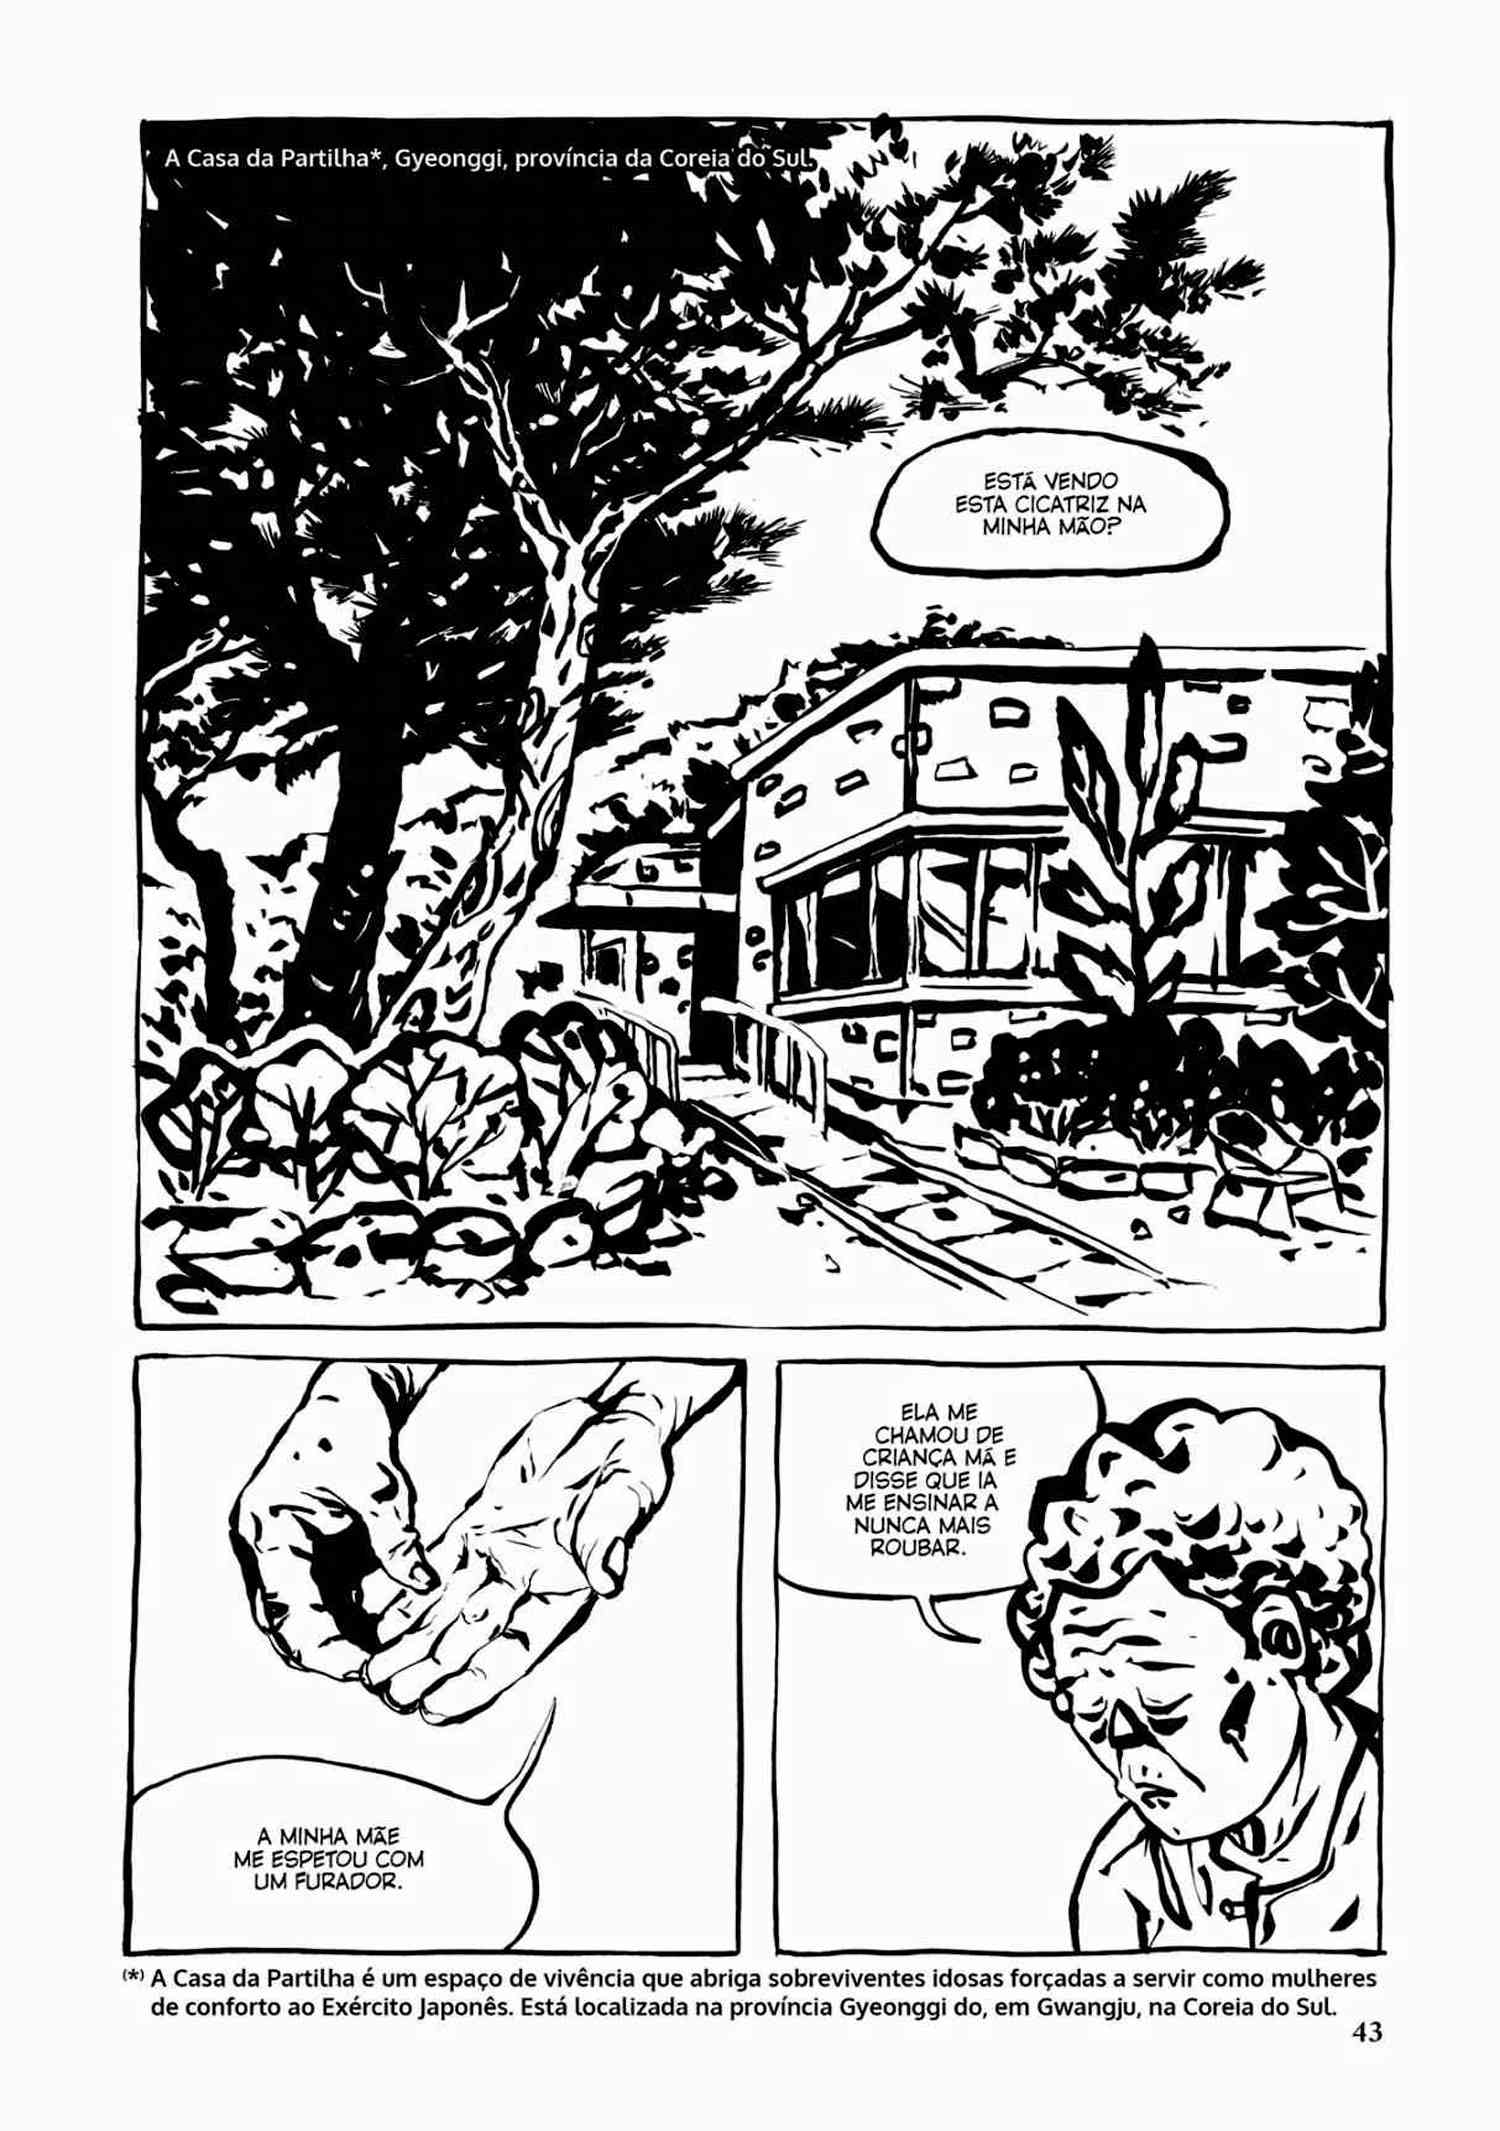 A Casa da Partilha*, Gyeonggi, província da Coreia do Sul.
ESTÁ VENDO
ESTA CICATRIZ NA
MINHA MÃO?
A MINHA MÃE
ME ESPETOU COM
UM FURADOR.
ELA ME
CHAMOU DE
CRIANÇA MÁ E
DISSE QUE IA
ME ENSINAR A
NUNCA MAIS
ROUBAR.
(*) A Casa da Partilha é um espaço de vivência que abriga sobreviventes idosas forçadas a servir como mulheres
de conforto ao Exército Japonês. Está localizada na província Gyeonggi do, em Gwangju, na Coreia do Sul.
43